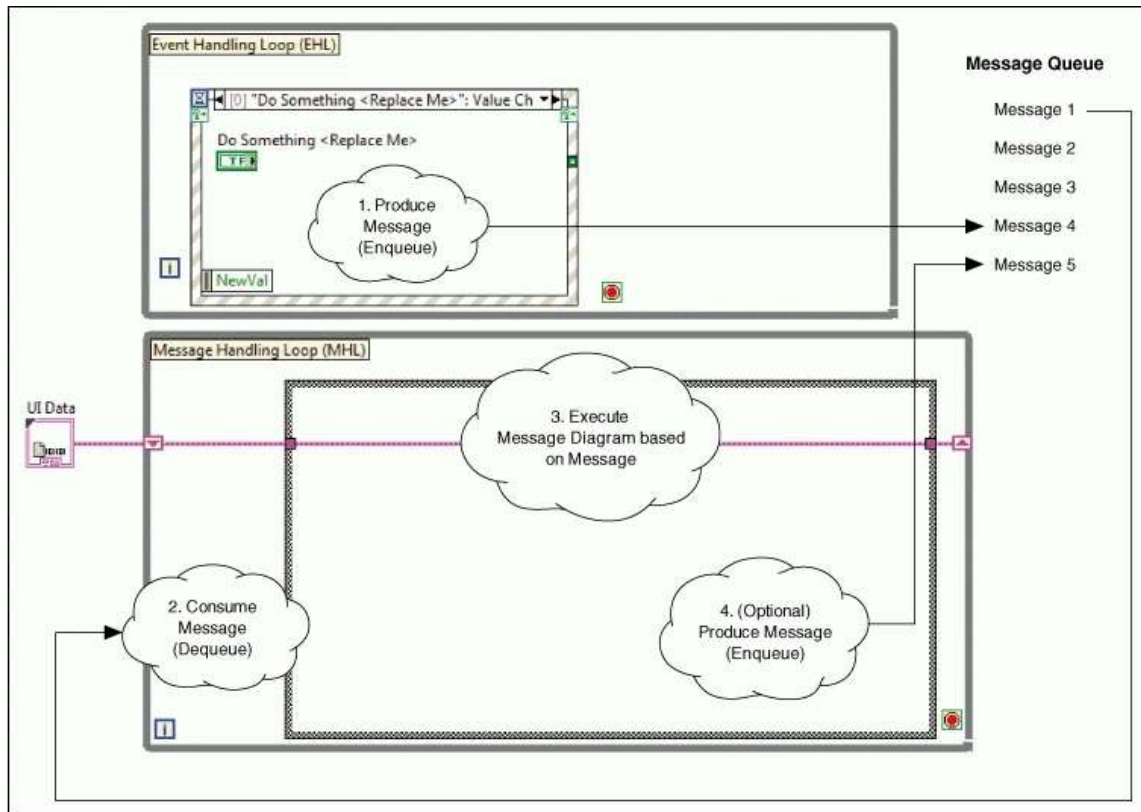 Event Handling Loop (EHL)
[0] "Do Something <Replace Me>": Value Ch
Do Something <Replace Me>
TF
1. Produce
Message
(Enqueue)
NewVal
i
Message Queue
Message 1
Message 2
Message 3
Message 4
Message 5
Message Handling Loop (MHL)
UI Data
3. Execute
Message Diagram based
on Message
2. Consume
Message
(Dequeue)
4. (Optional)
Produce Message
(Enqueue)
i